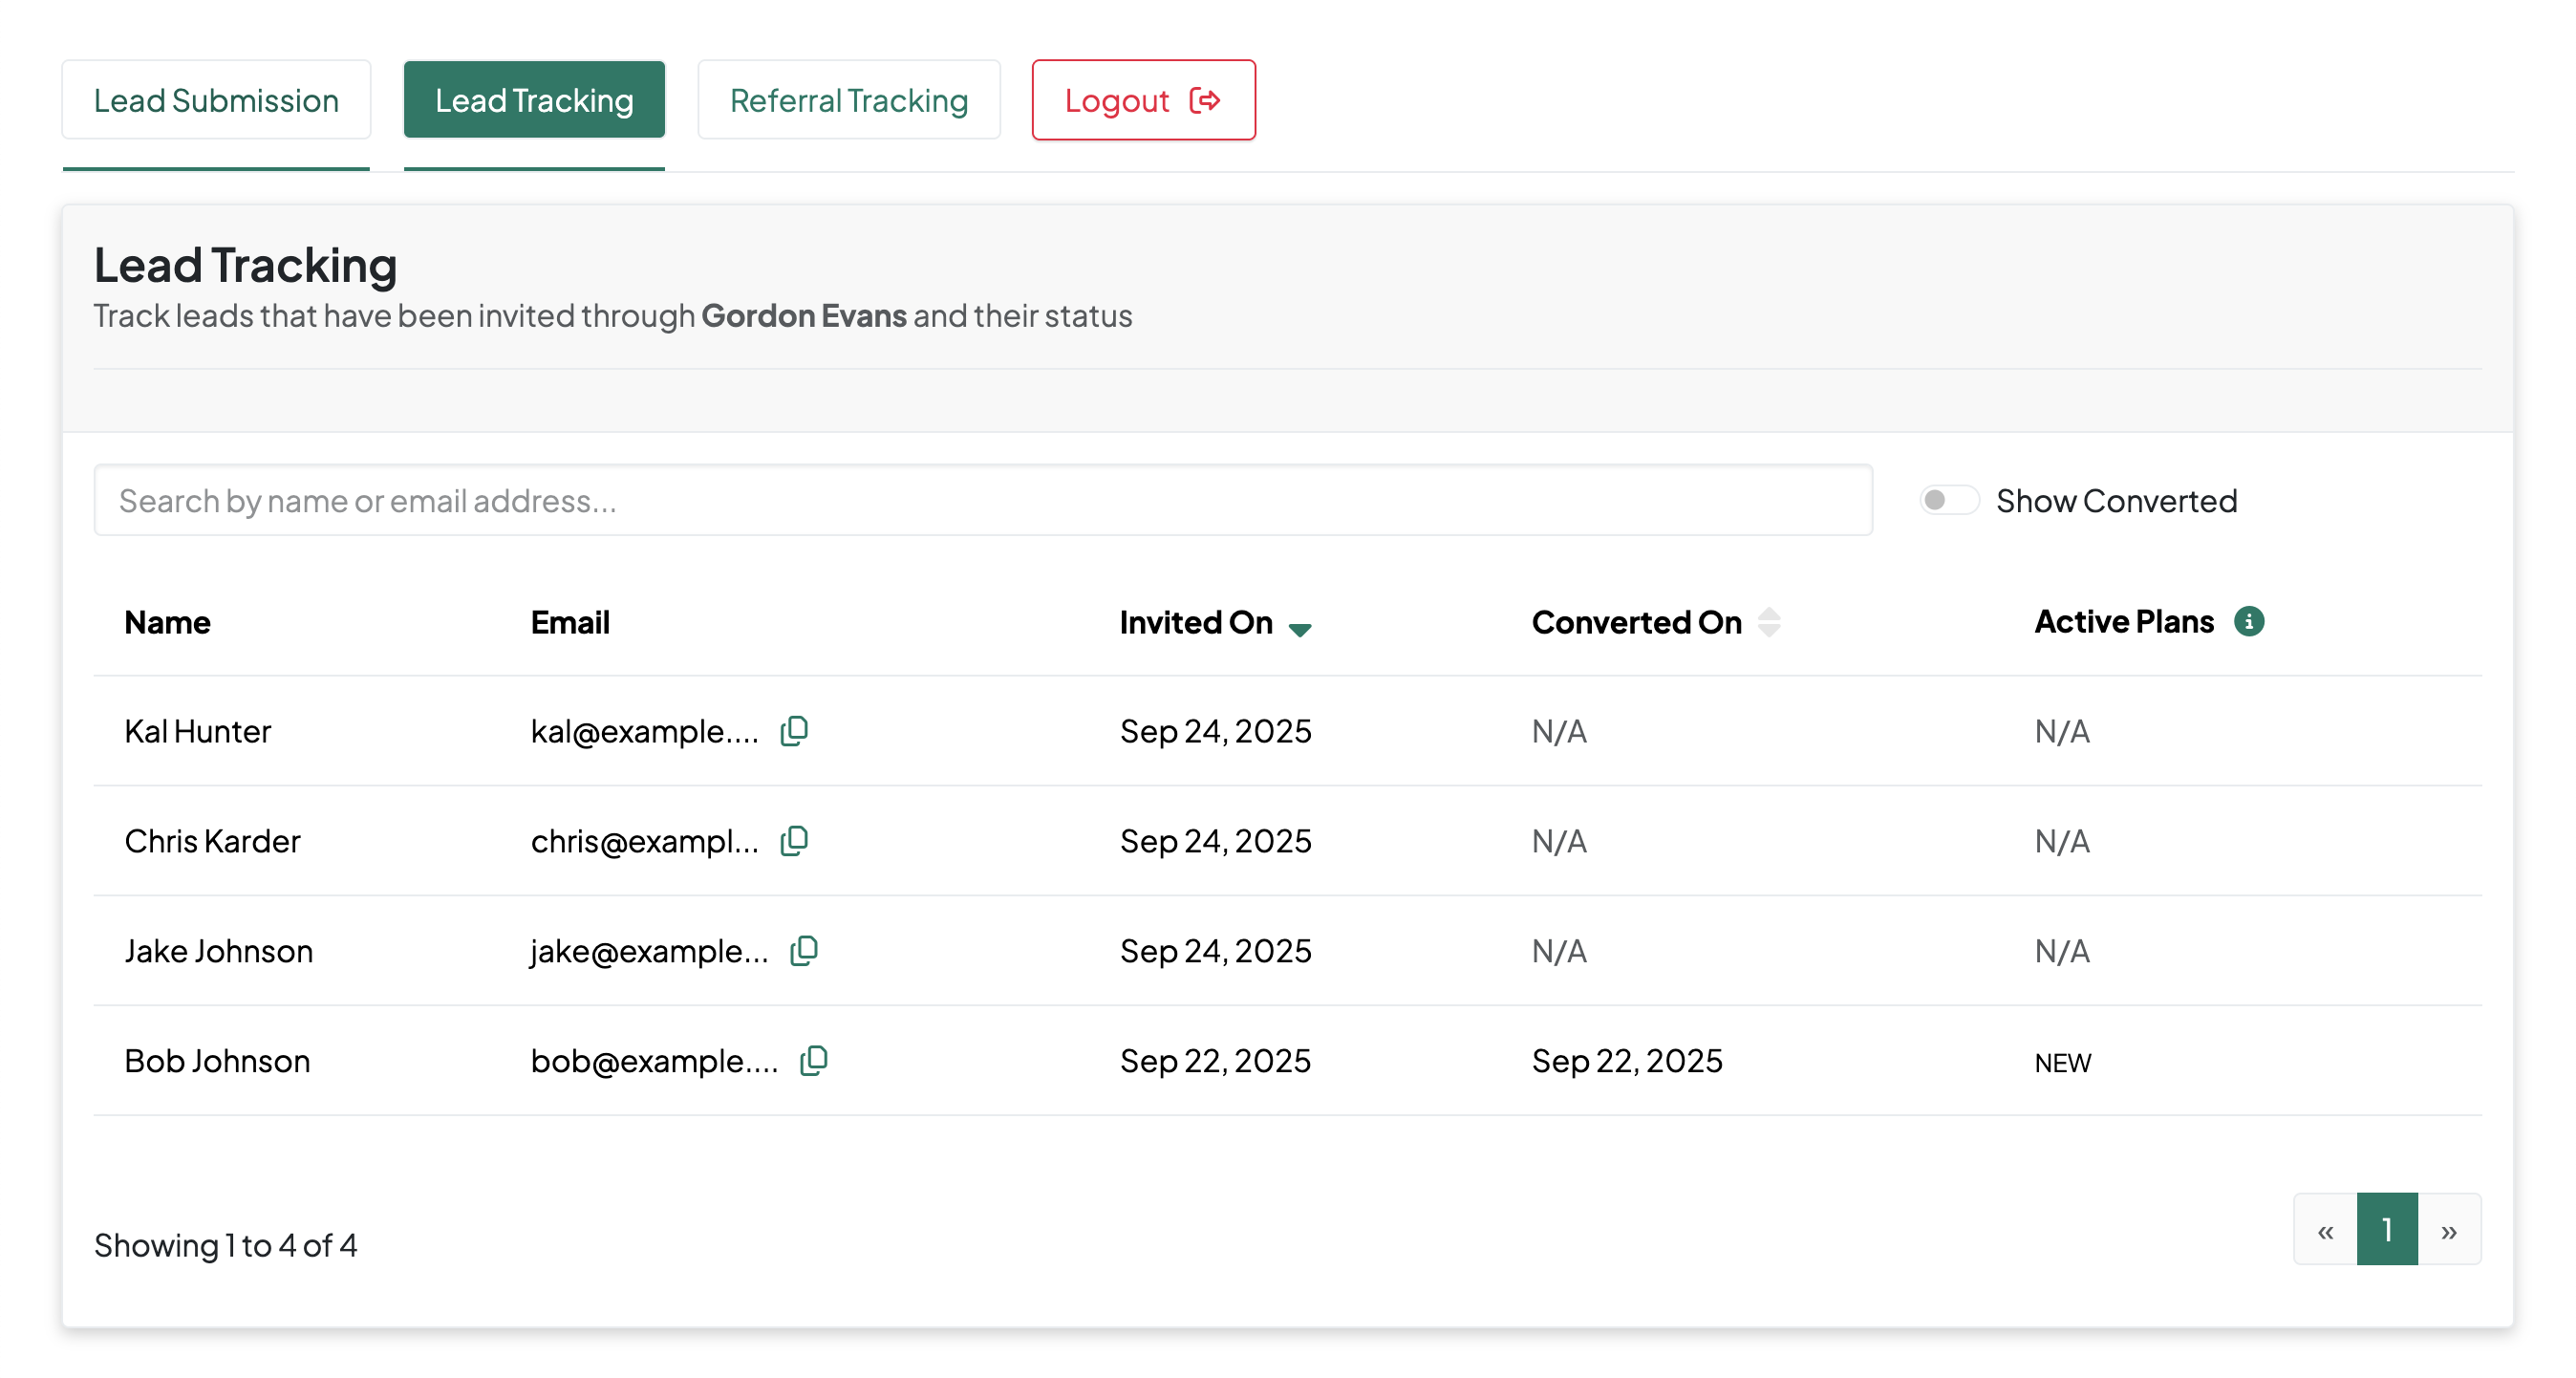 Lead Submission Lead Tracking Referral Tracking Logout
Lead Tracking
Track leads that have been invited through Gordon Evans and their status
Search by name or email address... Show Converted
Name Email Invited On Converted On Active Plans
Kal Hunter kal@example.... Sep 24, 2025 N/A N/A
Chris Karder chris@exampl... Sep 24, 2025 N/A N/A
Jake Johnson jake@example... Sep 24, 2025 N/A N/A
Bob Johnson bob@example.... Sep 22, 2025 Sep 22, 2025 NEW
Showing 1 to 4 of 4 « 1 »